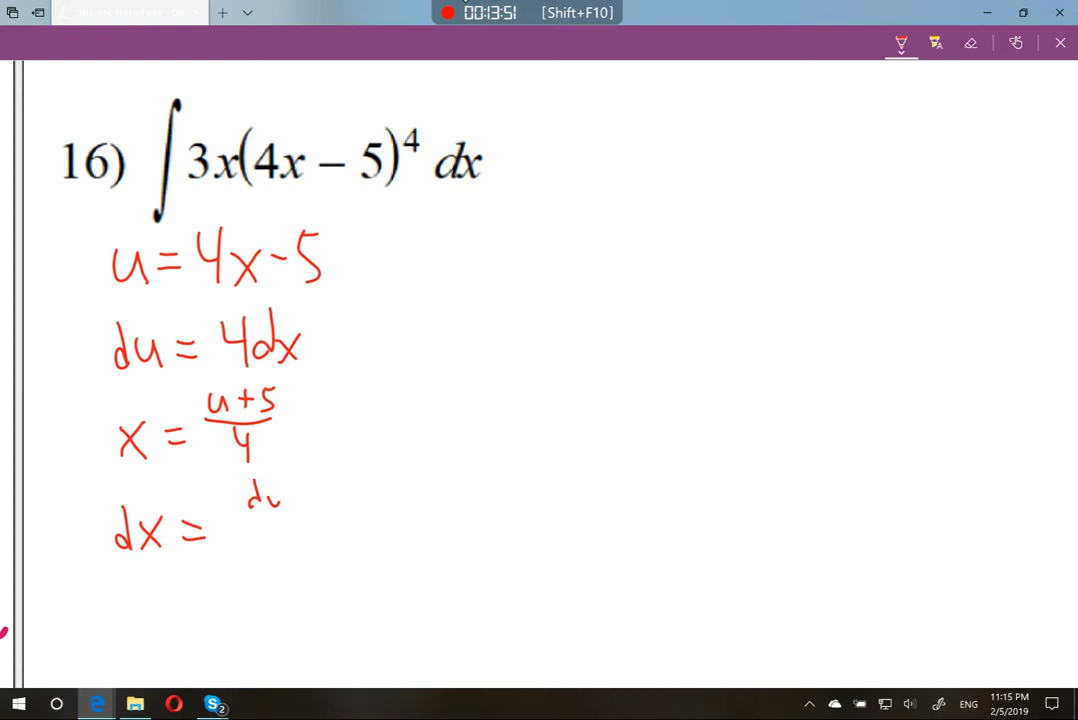 00:13:51 [Shift+F10]
16) ∫ 3x(4x − 5)⁴ dx
u = 4x - 5
du = 4dx
x = (u + 5)/4
dx = du
2
ENG
11:15 PM
2/5/2019